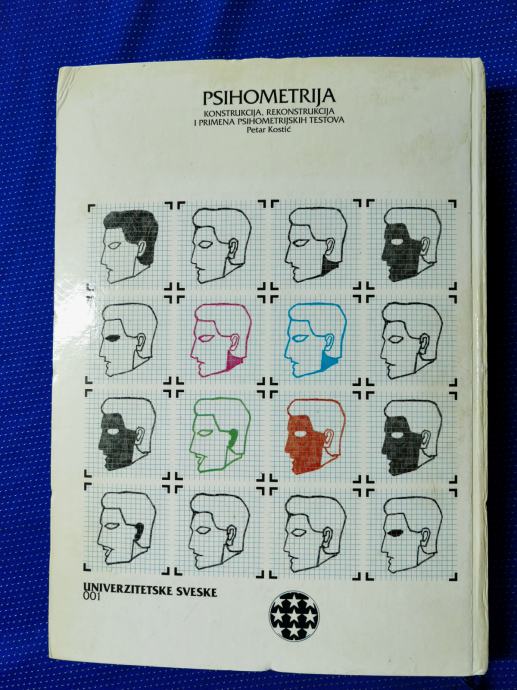 PSIHOMETRIJA
KONSTRUKCIJA, REKONSTRUKCIJA
I PRIMENA PSIHOMETRIJSKIH TESTOVA
Petar Kostić
UNIVERZITETSKE SVESKE
001